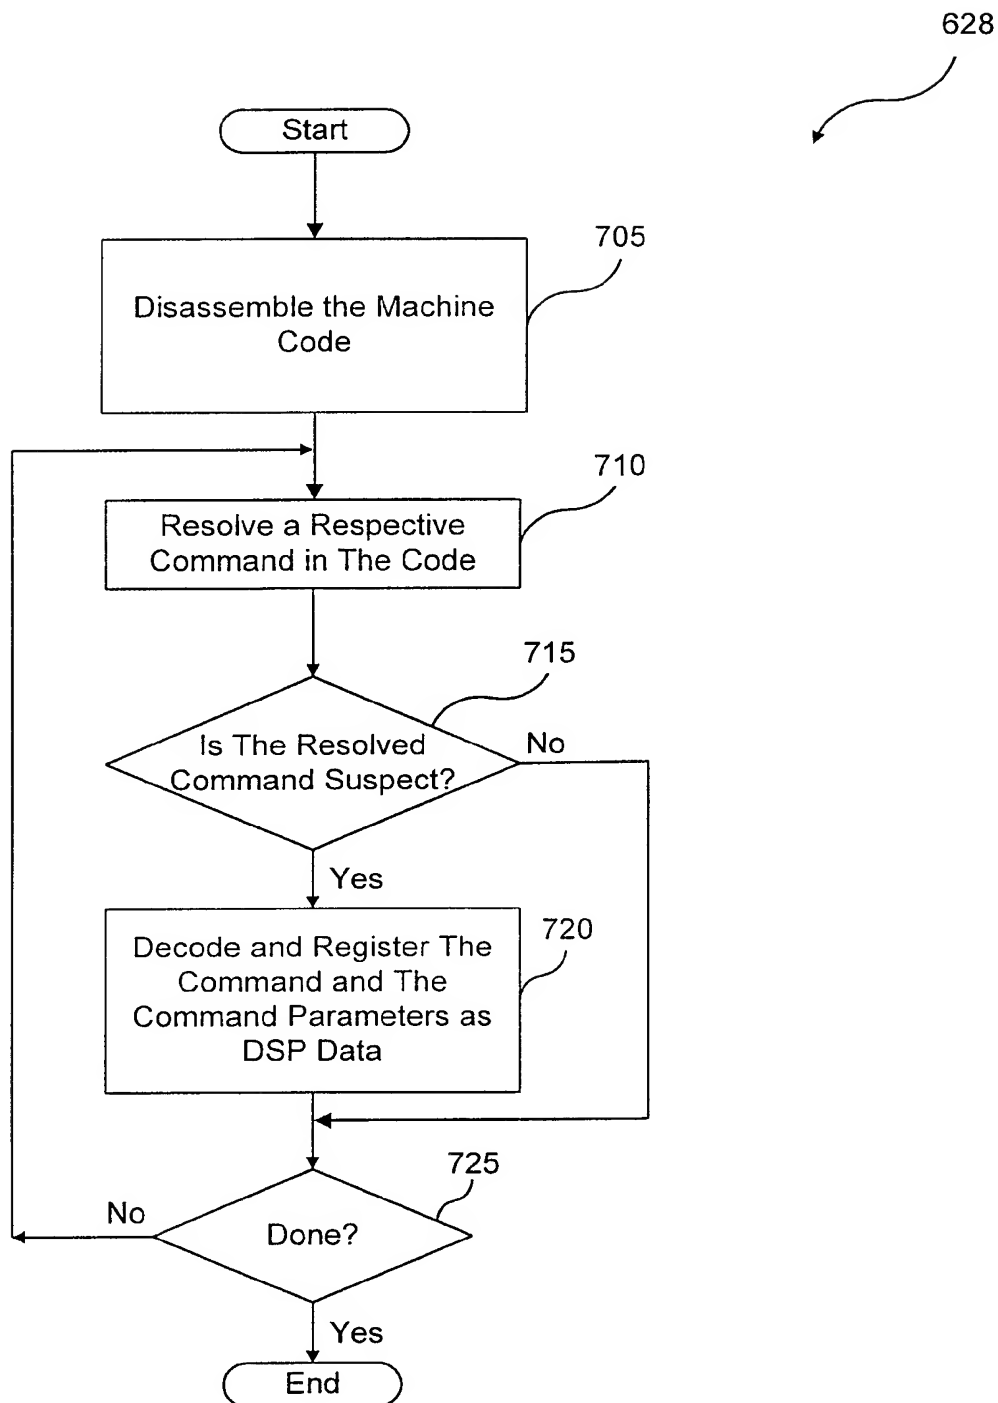 628
Start
705
Disassemble the Machine
Code
710
Resolve a Respective
Command in The Code
715
Is The Resolved
Command Suspect?
No
Yes
720
Decode and Register The
Command and The
Command Parameters as
DSP Data
725
No
Done?
Yes
End